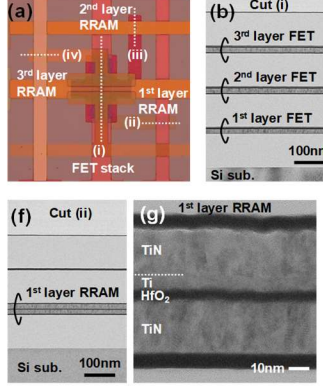 (a)
2nd layer
RRAM
(iv)
(iii)
3rd layer
RRAM
1st layer
RRAM
(ii)
(i)
FET stack
(b)
Cut (i)
3rd layer FET
2nd layer FET
1st layer FET
100nm
Si sub.
(f)
Cut (ii)
1st layer RRAM
Si sub.
100nm
(g)
1st layer RRAM
TiN
Ti
HfO2
TiN
10nm